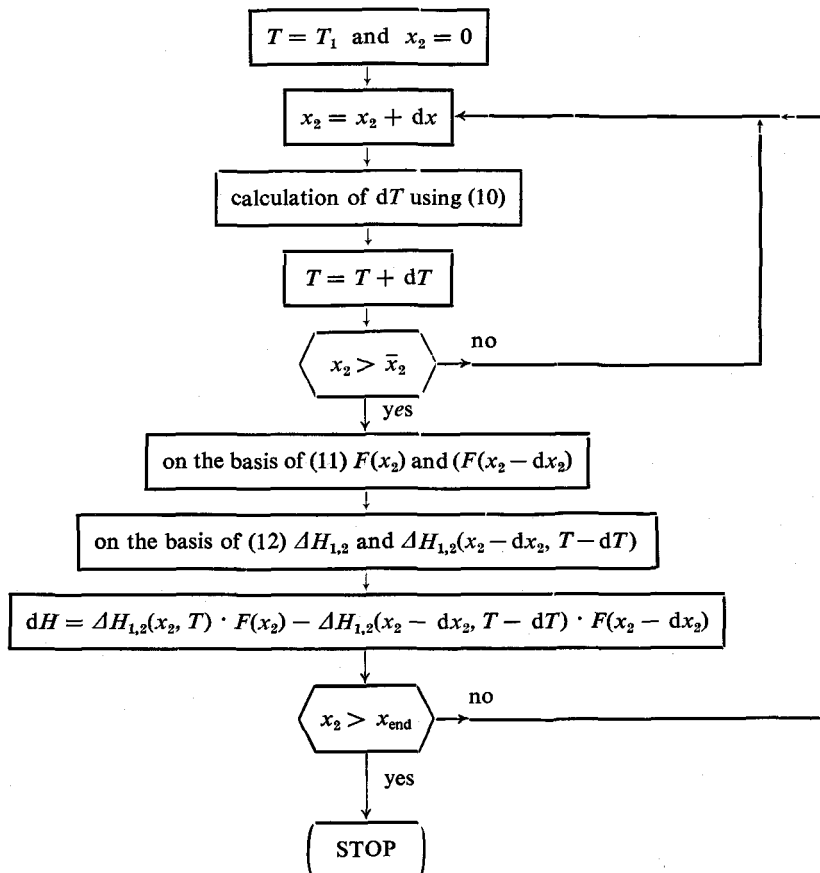 T = T₁ and x₂ = 0
x₂ = x₂ + dx
calculation of dT using (10)
T = T + dT
x₂ > x̄₂
no
yes
on the basis of (11) F(x₂) and (F(x₂ − dx₂)
on the basis of (12) ΔH₁,₂ and ΔH₁,₂(x₂ − dx₂, T − dT)
dH = ΔH₁,₂(x₂, T) · F(x₂) − ΔH₁,₂(x₂ − dx₂, T − dT) · F(x₂ − dx₂)
x₂ > x_end
no
yes
STOP